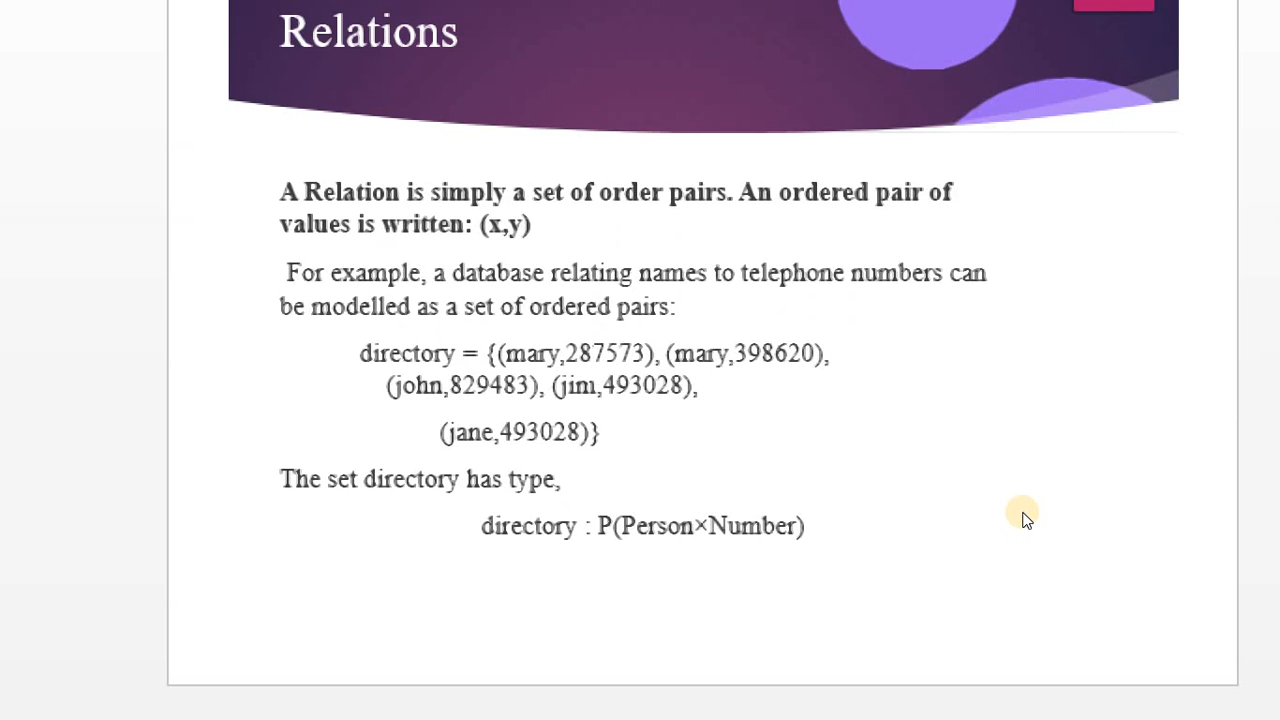 Relations
A Relation is simply a set of order pairs. An ordered pair of
values is written: (x,y)
For example, a database relating names to telephone numbers can
be modelled as a set of ordered pairs:
directory = {(mary,287573), (mary,398620),
(john,829483), (jim,493028),
(jane,493028)}
The set directory has type,
directory : P(Person×Number)